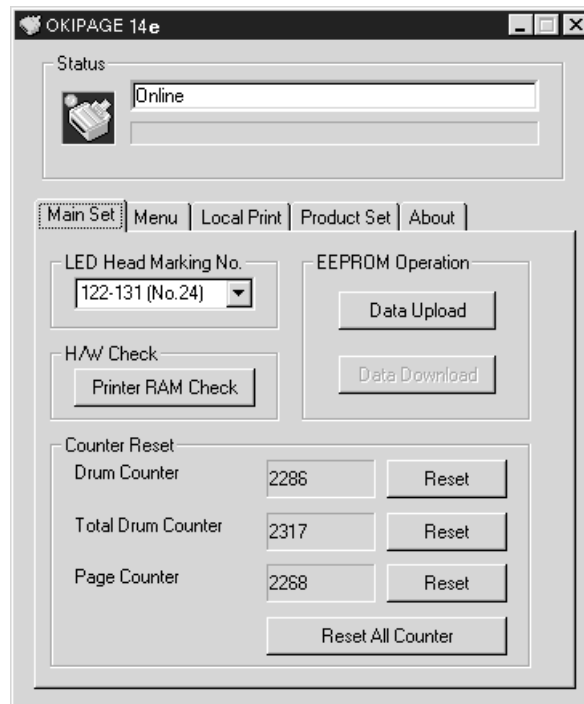 OKIPAGE 14e
Status
Online
Main Set Menu Local Print Product Set About
LED Head Marking No.
122-131 (No.24)
EEPROM Operation
Data Upload
Data Download
H/W Check
Printer RAM Check
Counter Reset
Drum Counter 2286 Reset
Total Drum Counter 2317 Reset
Page Counter 2268 Reset
Reset All Counter